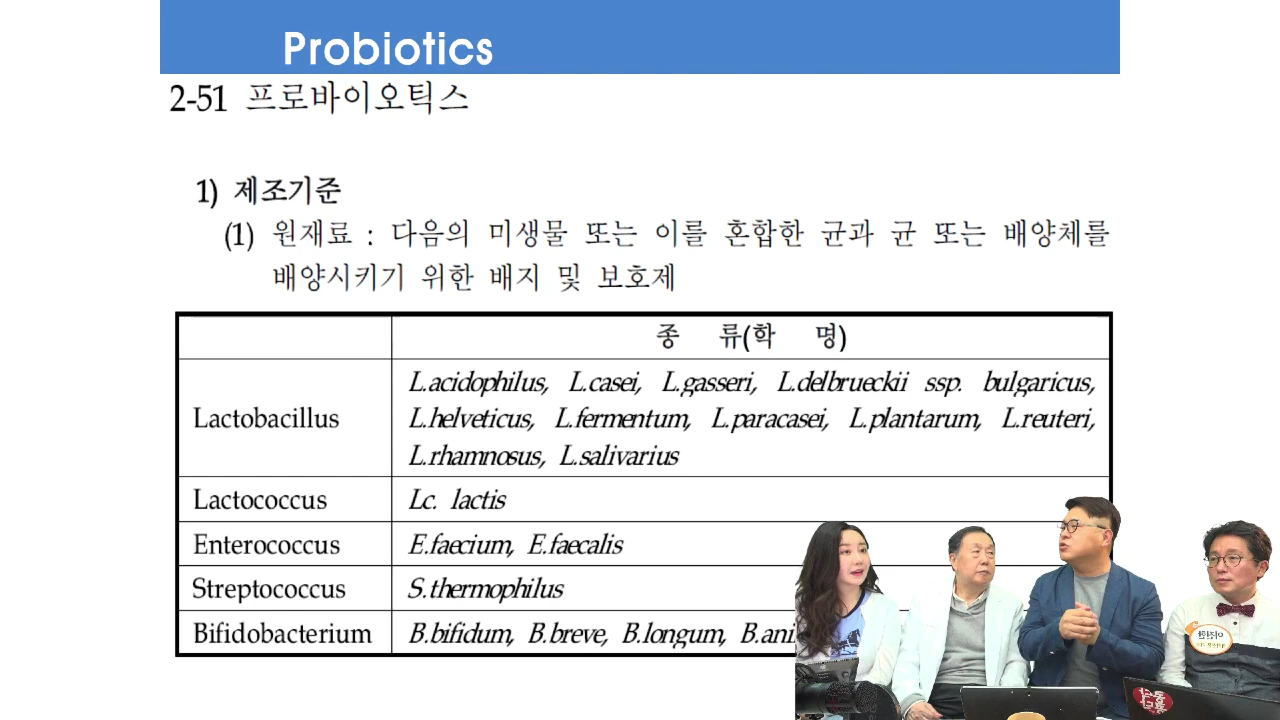 Probiotics
2-51 프로바이오틱스
1) 제조기준
(1) 원재료 : 다음의 미생물 또는 이를 혼합한 균과 균 또는 배양체를
배양시키기 위한 배지 및 보호제
종 류(학 명)
Lactobacillus
L.acidophilus, L.casei, L.gasseri, L.delbrueckii ssp. bulgaricus,
L.helveticus, L.fermentum, L.paracasei, L.plantarum, L.reuteri,
L.rhamnosus, L.salivarius
Lactococcus
Lc. lactis
Enterococcus
E.faecium, E.faecalis
Streptococcus
S.thermophilus
Bifidobacterium
B.bifidum, B.breve, B.longum,